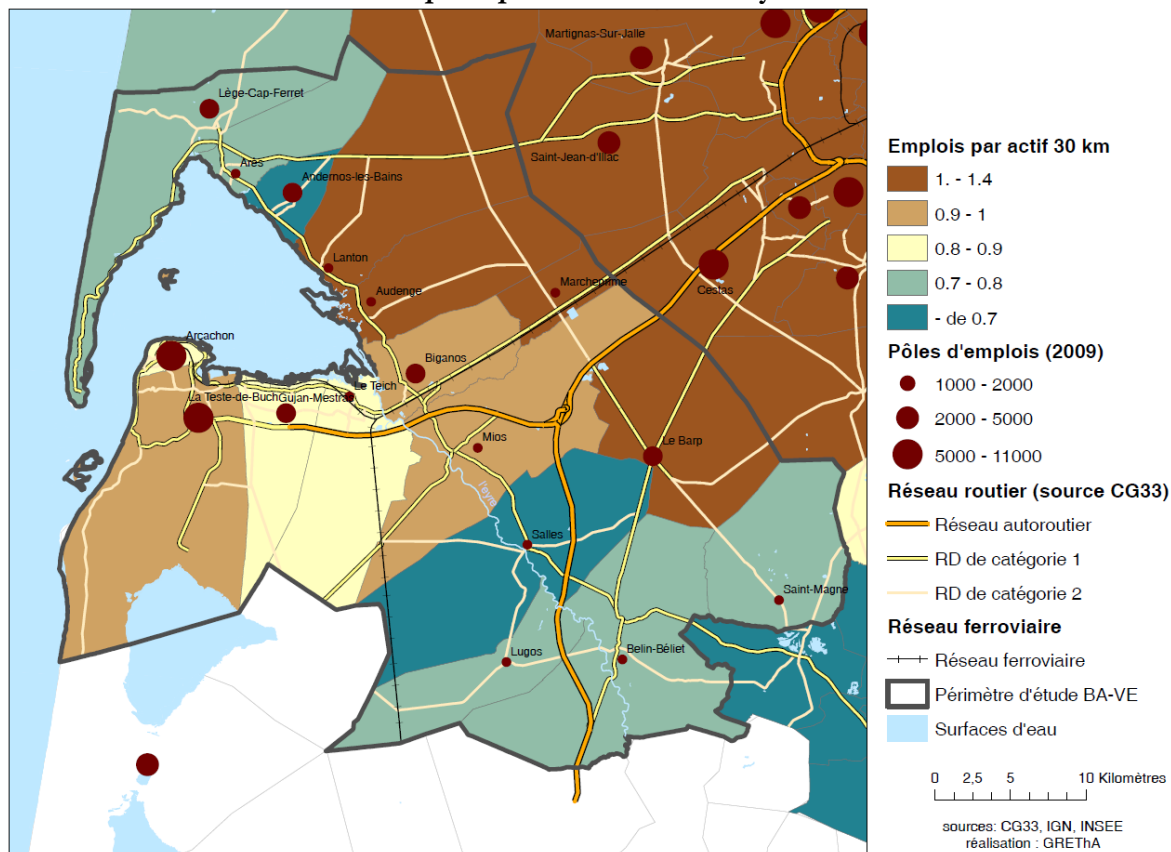 Martignas-Sur-Jalle
Lège-Cap-Ferret
Saint-Jean-d'Illac
Arès
Andernos-les-Bains
Lanton
Audenge
Marcheprime
Cestas
Arcachon
Biganos
Le Teich
La Teste-de-Buch
Gujan-Mestras
Mios
Le Barp
l'eyre
Salles
Saint-Magne
Lugos
Belin-Béliet
Emplois par actif 30 km
1. - 1.4
0.9 - 1
0.8 - 0.9
0.7 - 0.8
- de 0.7
Pôles d'emplois (2009)
1000 - 2000
2000 - 5000
5000 - 11000
Réseau routier (source CG33)
Réseau autoroutier
RD de catégorie 1
RD de catégorie 2
Réseau ferroviaire
Réseau ferroviaire
Périmètre d'étude BA-VE
Surfaces d'eau
0 2,5 5 10 Kilomètres
sources: CG33, IGN, INSEE
réalisation : GREThA